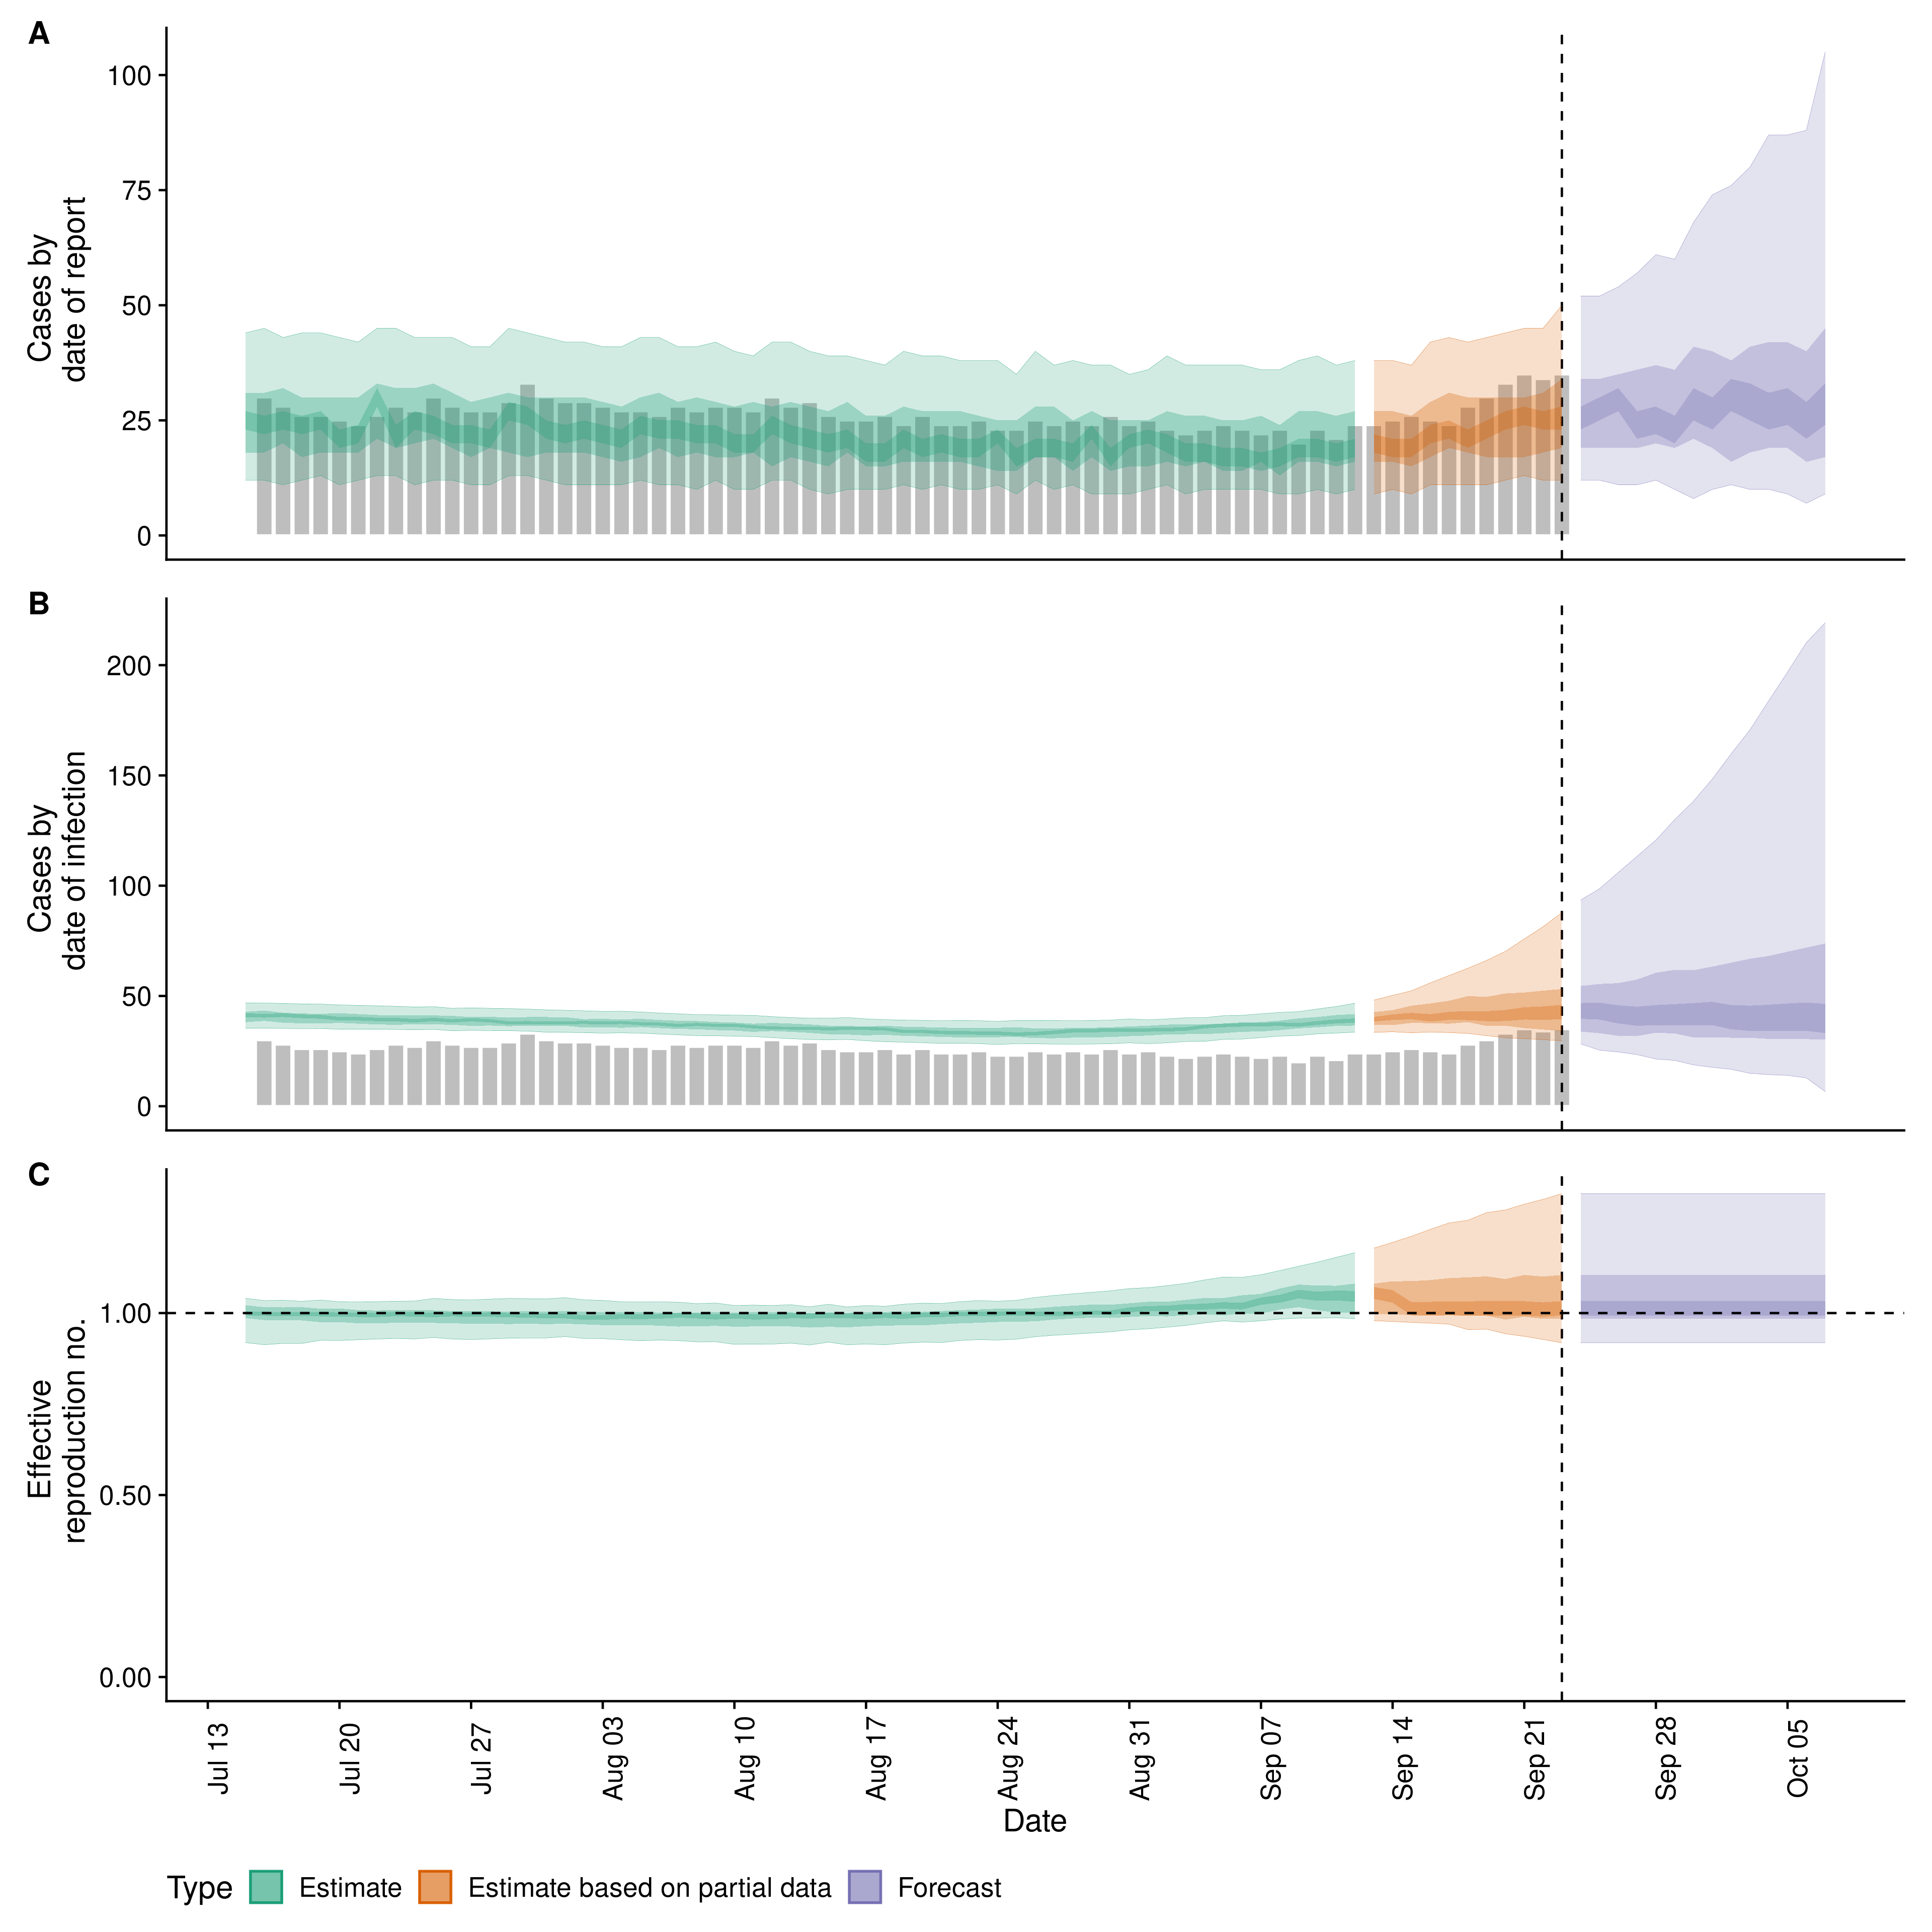 A
Cases by
date of report
100
75
50
25
0
B
Cases by
date of infection
200
150
100
50
0
C
Effective
reproduction no.
1.00
0.50
0.00
Jul 13
Jul 20
Jul 27
Aug 03
Aug 10
Aug 17
Aug 24
Aug 31
Sep 07
Sep 14
Sep 21
Sep 28
Oct 05
Date
Type Estimate Estimate based on partial data Forecast